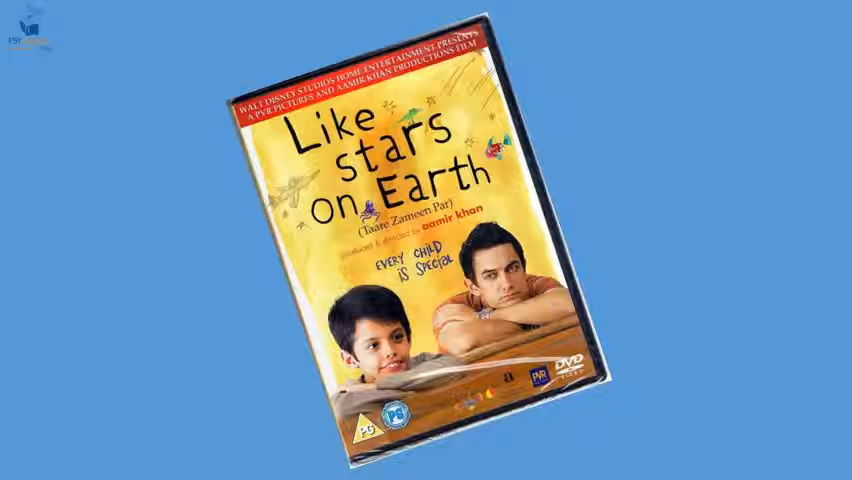 WALT DISNEY STUDIOS HOME ENTERTAINMENT PRESENTS
A PVR PICTURES AND AAMIR KHAN PRODUCTIONS FILM
Like
stars
on Earth
(Taare Zameen Par)
produced & directed by aamir khan
EVERY CHILD
IS SPECIAL
PVR
DVD
VIDEO
PG
PG